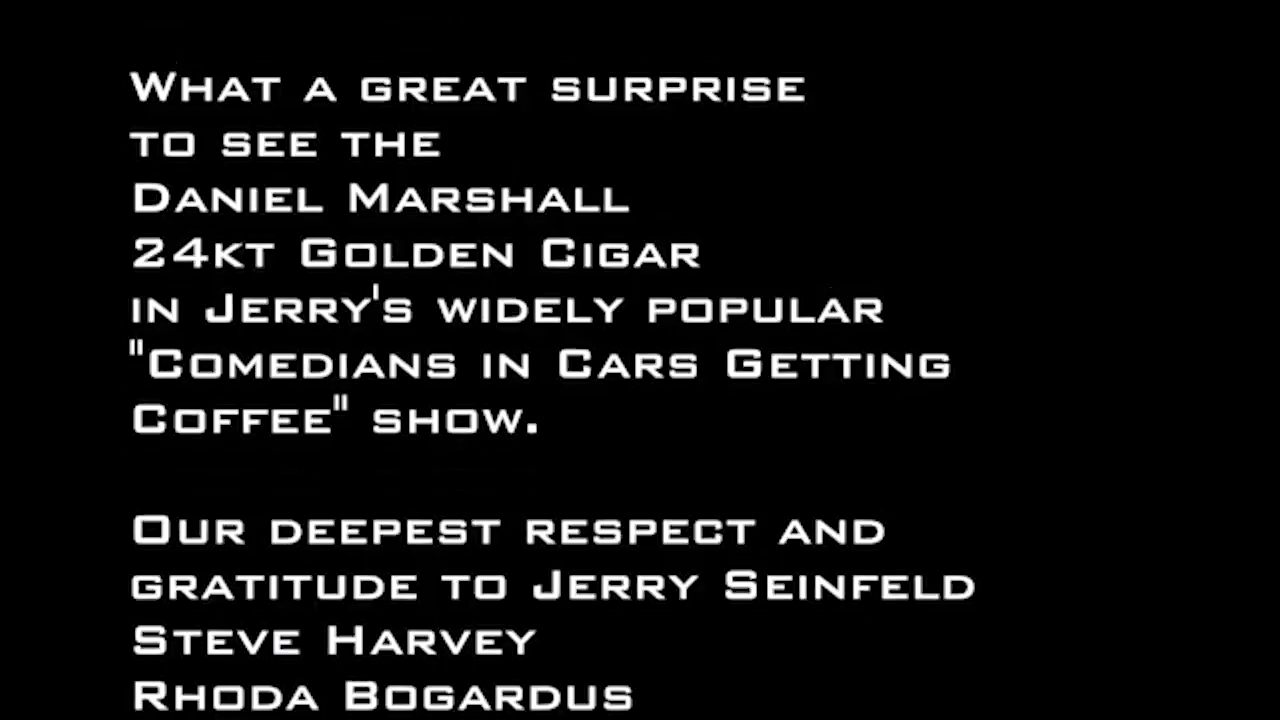 What a great surprise
to see the
Daniel Marshall
24kt Golden Cigar
in Jerry's widely popular
"Comedians in Cars Getting
Coffee" show.
Our deepest respect and
gratitude to Jerry Seinfeld
Steve Harvey
Rhoda Bogardus